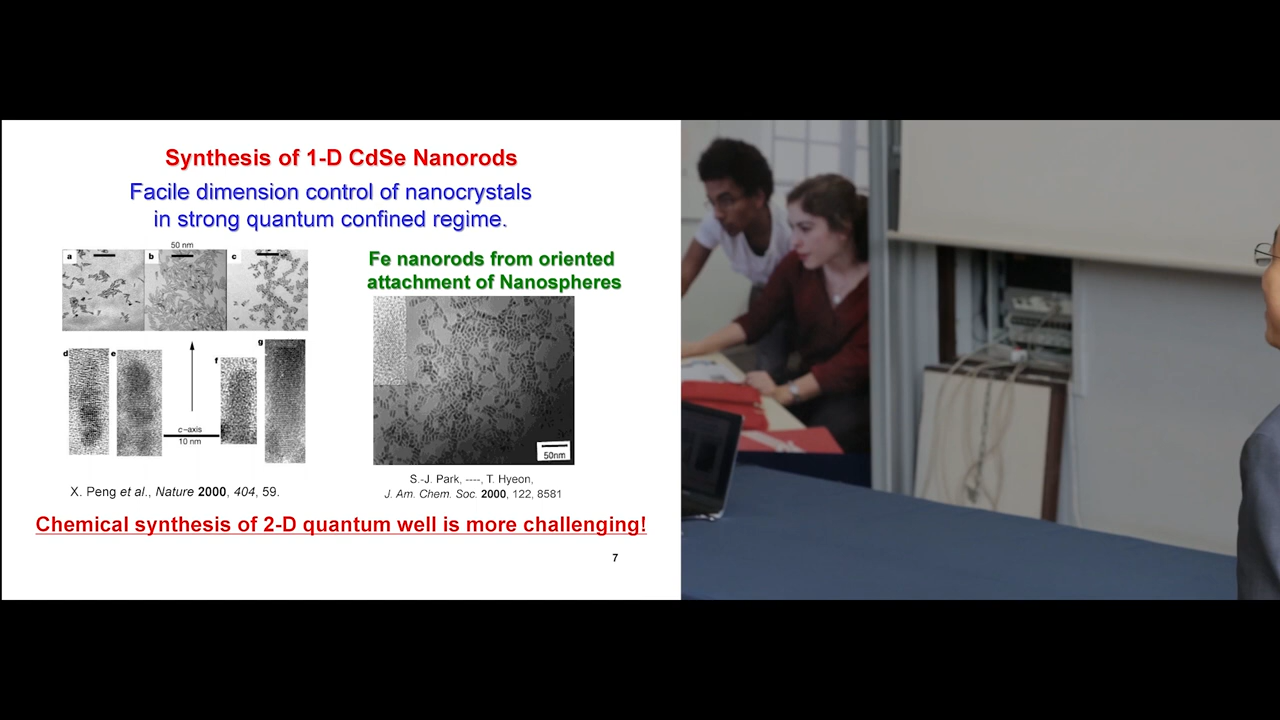 Synthesis of 1-D CdSe Nanorods
Facile dimension control of nanocrystals
in strong quantum confined regime.
50 nm
a
b
c
d
e
f
g
c-axis
10 nm
X. Peng et al., Nature 2000, 404, 59.
Fe nanorods from oriented
attachment of Nanospheres
50nm
S.-J. Park, ----, T. Hyeon,
J. Am. Chem. Soc. 2000, 122, 8581
Chemical synthesis of 2-D quantum well is more challenging!
7